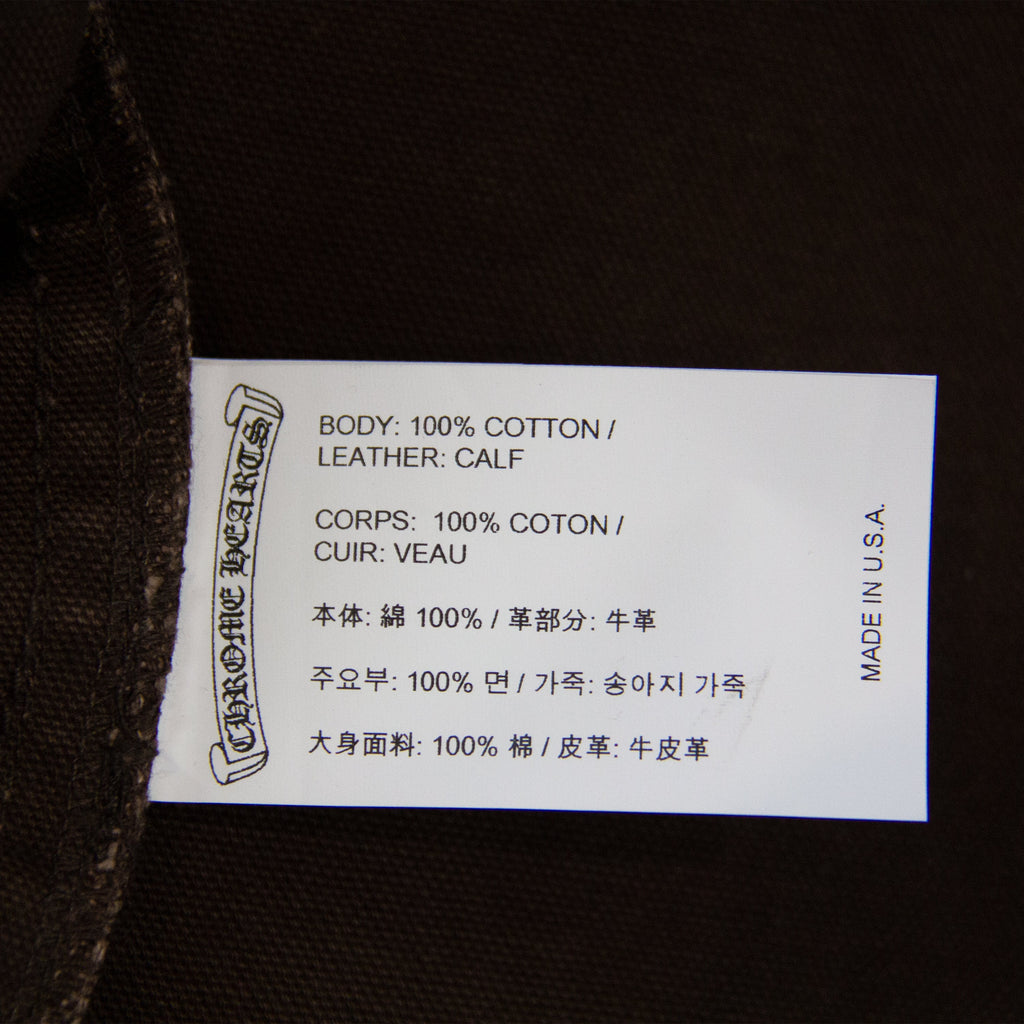 CHROME HEARTS
BODY: 100% COTTON /
LEATHER: CALF
CORPS: 100% COTON /
CUIR: VEAU
本体: 綿 100% / 革部分: 牛革
주요부: 100% 면 / 가죽: 송아지 가죽
大身面料: 100% 棉 / 皮革: 牛皮革
MADE IN U.S.A.